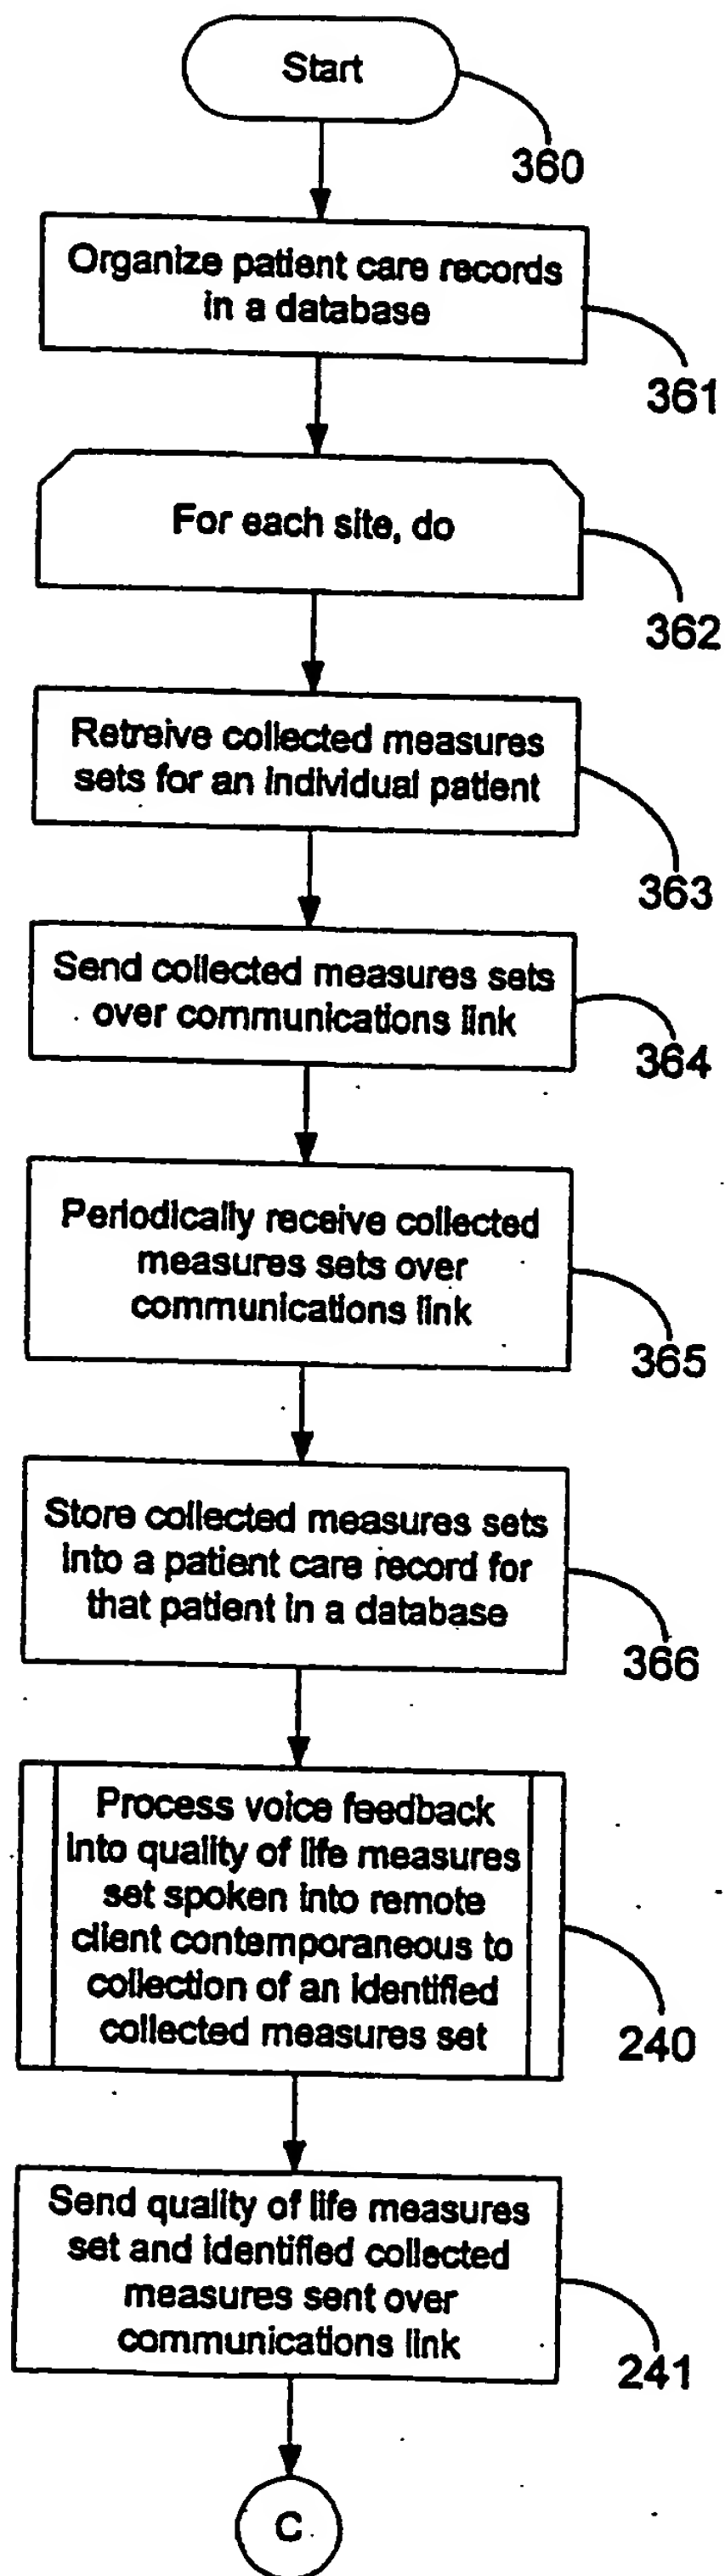 Start
360
Organize patient care records
in a database
361
For each site, do
362
Retreive collected measures
sets for an individual patient
363
Send collected measures sets
over communications link
364
Periodically receive collected
measures sets over
communications link
365
Store collected measures sets
into a patient care record for
that patient in a database
366
Process voice feedback
into quality of life measures
set spoken into remote
client contemporaneous to
collection of an identified
collected measures set
240
Send quality of life measures
set and identified collected
measures sent over
communications link
241
C